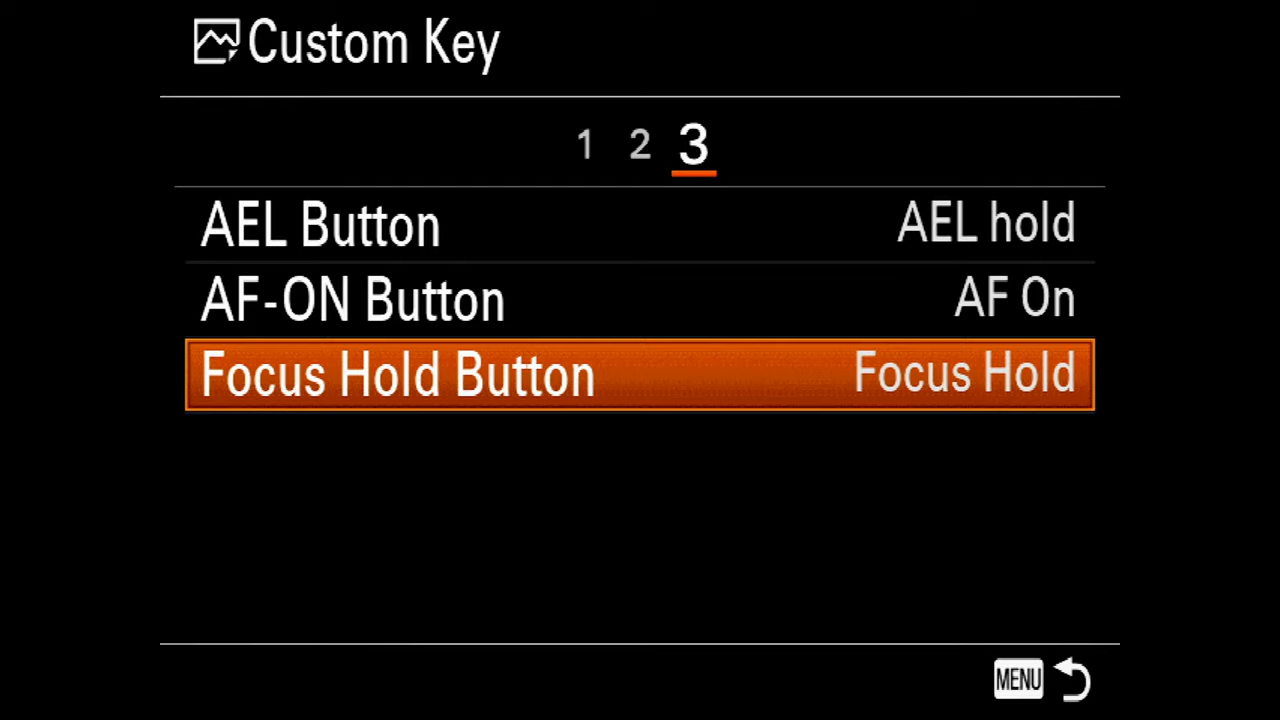 Custom Key
1 2 3
AEL Button AEL hold
AF-ON Button AF On
Focus Hold Button Focus Hold
MENU